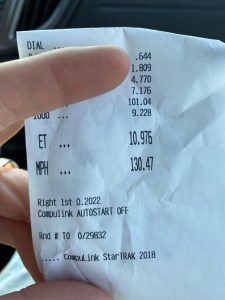 DIAL
.644
1.809
4.770
7.176
101.04
1000 ... 9.228
ET ... 10.976
MPH ... 130.47
Right 1st 0.2022
Compulink AUTOSTART OFF
Rnd # TO 0/29832
..... CompuLink StarTRAK 2018